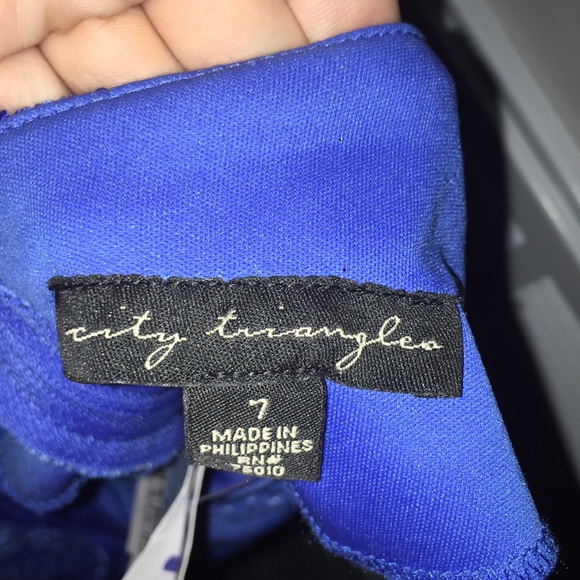 city triangles
7
MADE IN
PHILIPPINES
RN#
75010